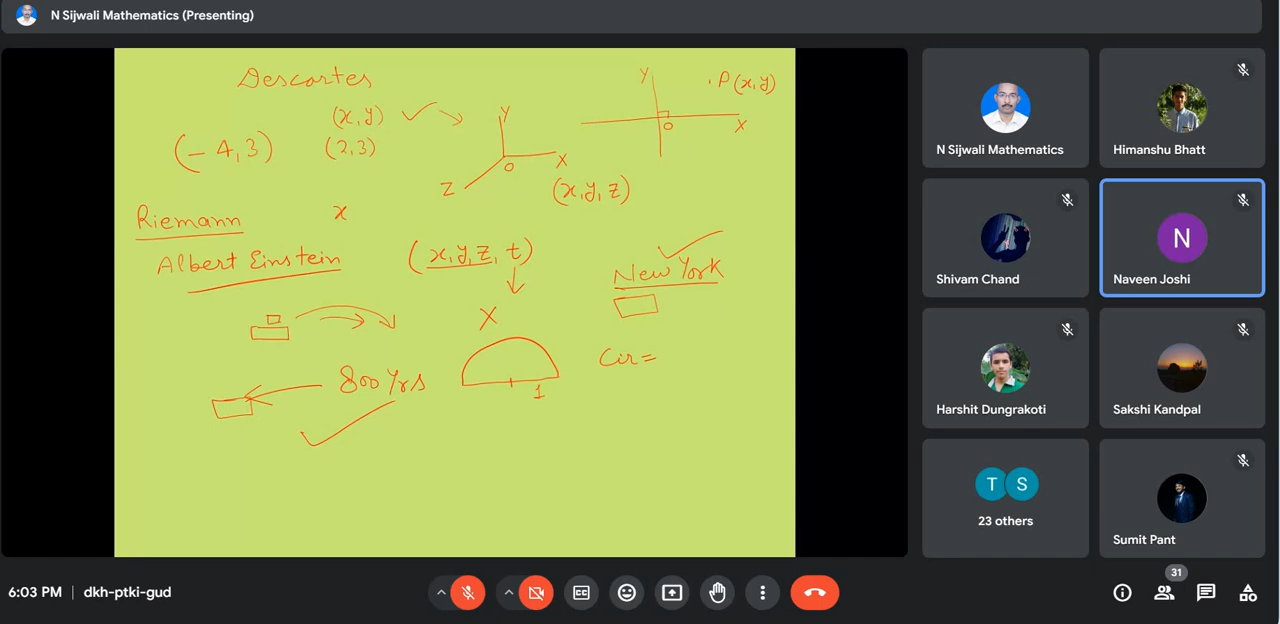 N Sijwali Mathematics (Presenting)
Descartes
Y
P(x,y)
O
X
(x,y)
(-4,3)
(2,3)
Y
X
O
Z
(x,y,z)
Riemann
x
Albert Einstein
(x,y,z,t)
New York
X
800 Yrs
1
Cir=
N Sijwali Mathematics
Himanshu Bhatt
Shivam Chand
N
Naveen Joshi
Harshit Dungrakoti
Sakshi Kandpal
T S
23 others
Sumit Pant
6:03 PM | dkh-ptki-gud
CC
31